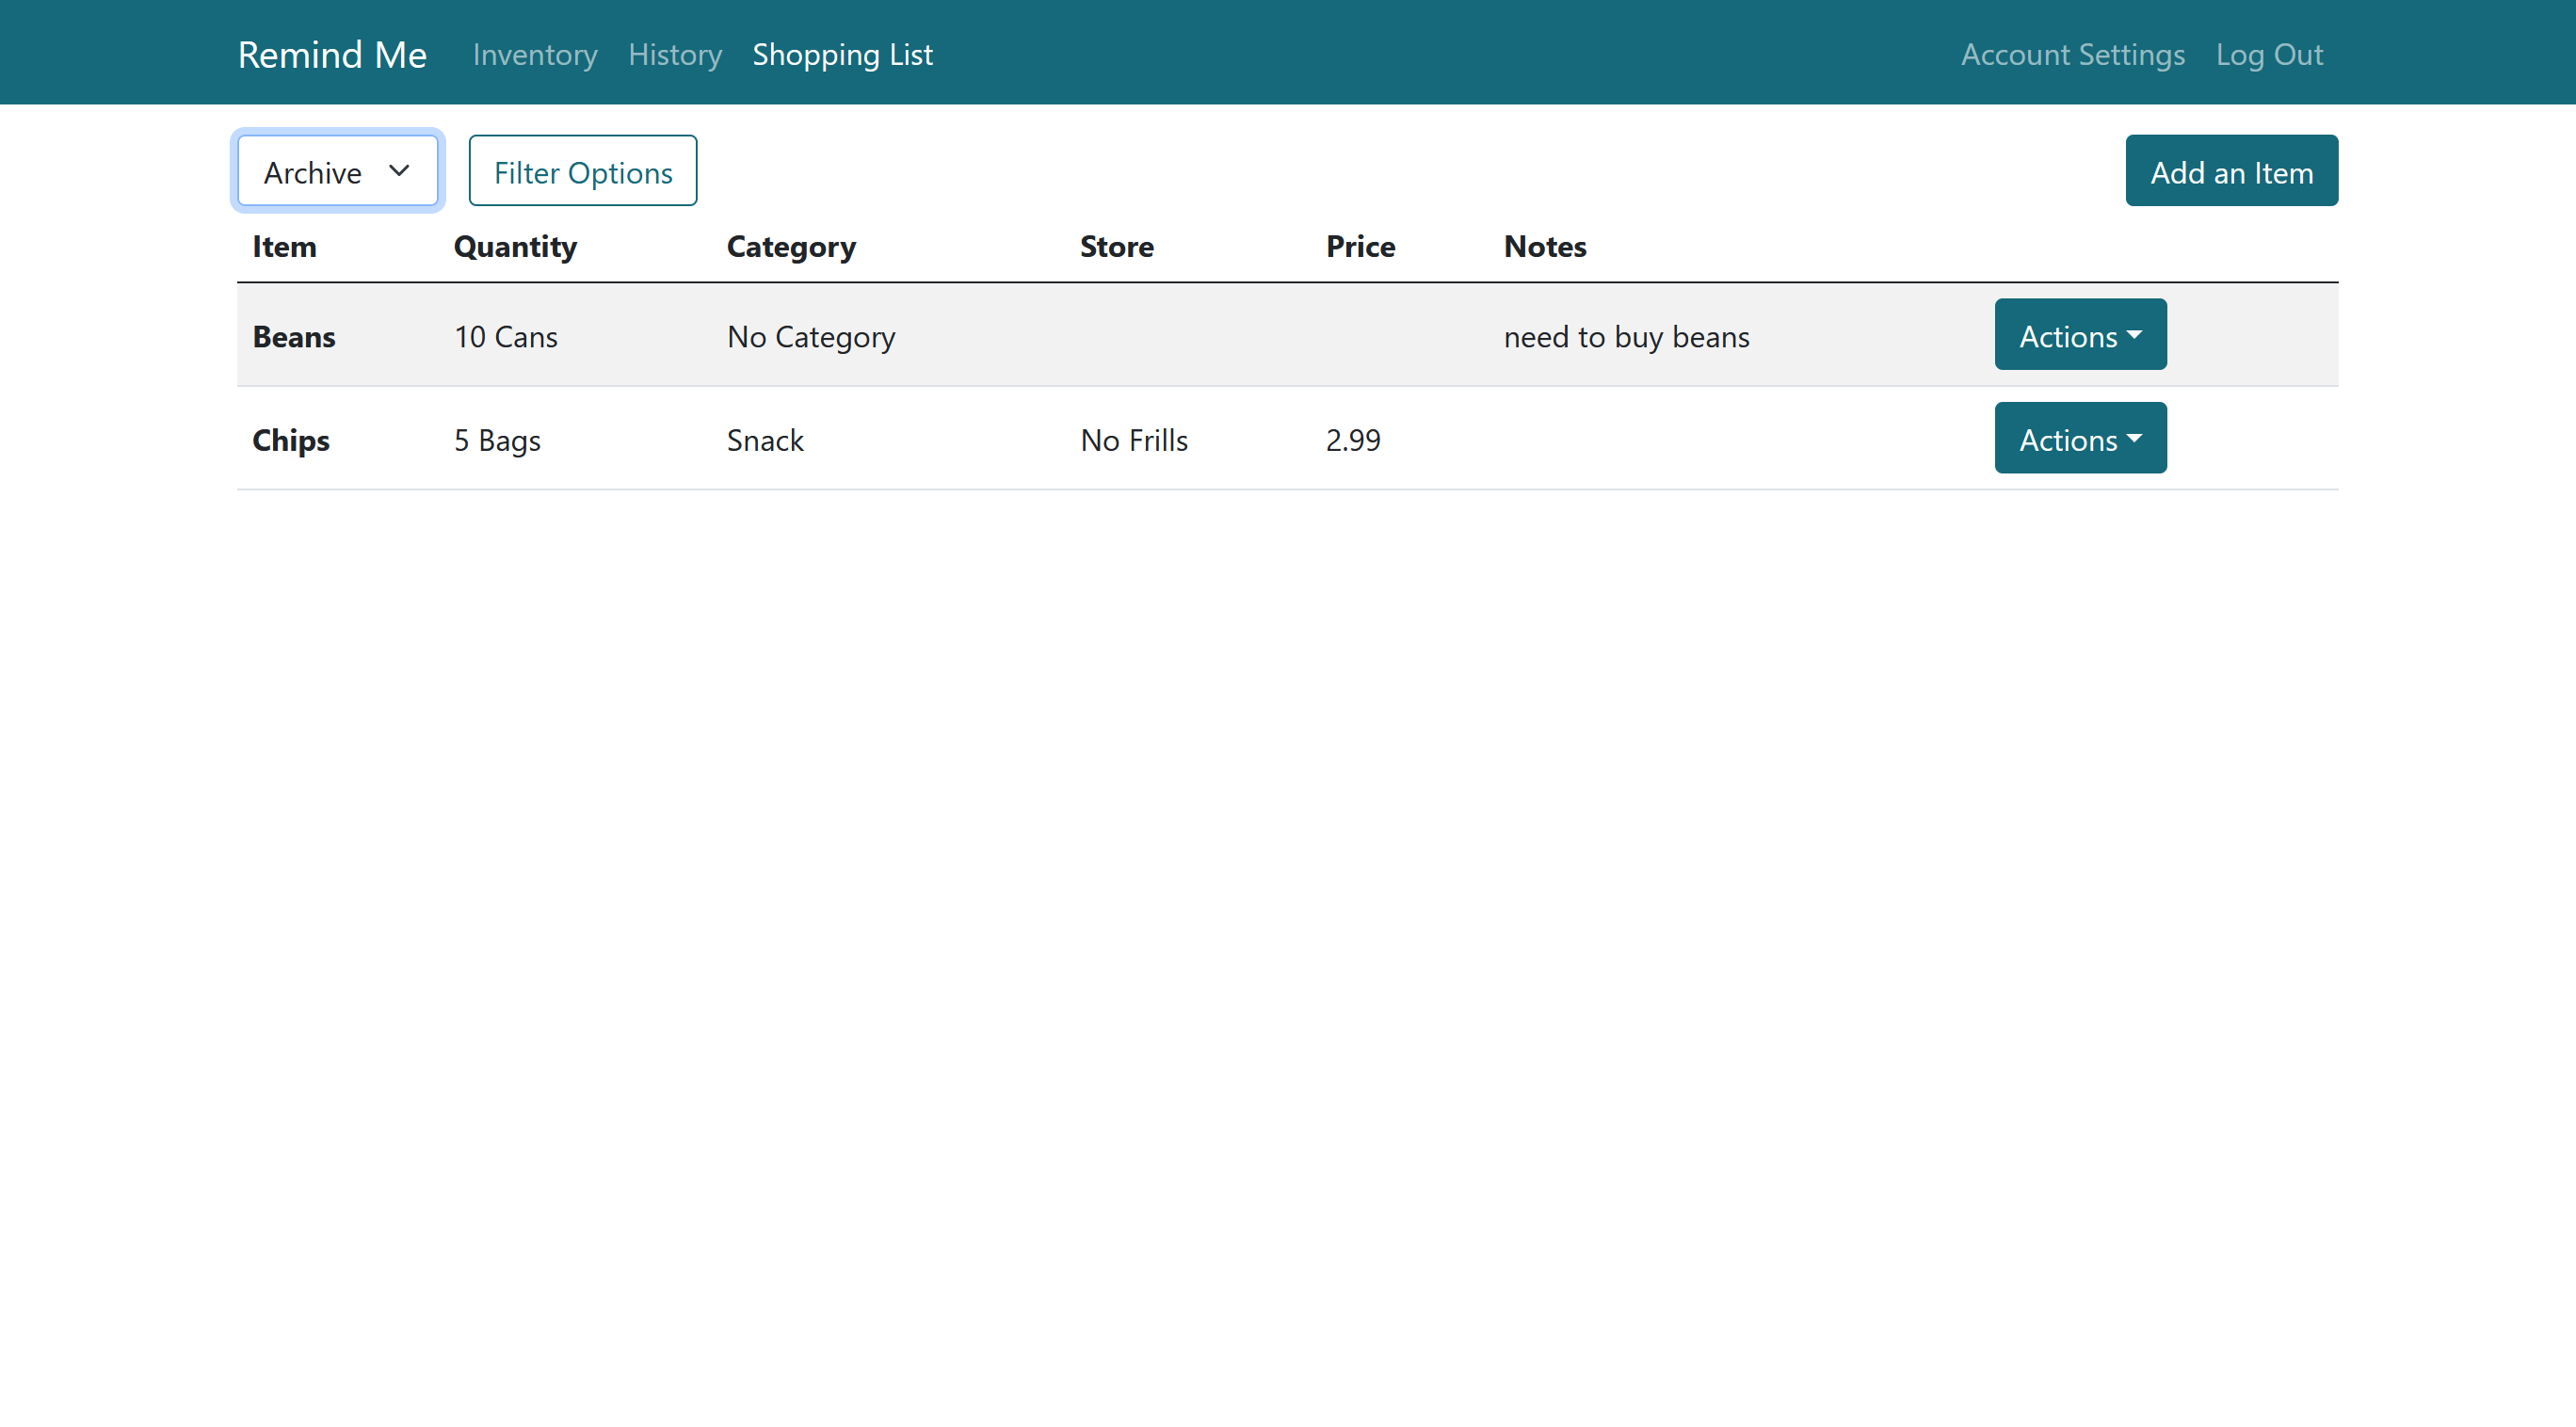 Remind Me Inventory History Shopping List Account Settings Log Out
Archive Filter Options Add an Item
Item Quantity Category Store Price Notes
Beans 10 Cans No Category need to buy beans Actions
Chips 5 Bags Snack No Frills 2.99 Actions